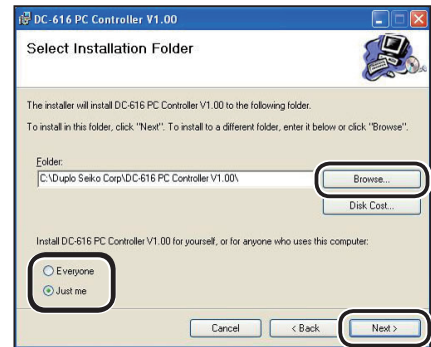 DC-616 PC Controller V1.00
Select Installation Folder
The installer will install DC-616 PC Controller V1.00 to the following folder.
To install in this folder, click "Next". To install to a different folder, enter it below or click "Browse".
Folder:
C:\Duplo Seiko Corp\DC-616 PC Controller V1.00\
Browse...
Disk Cost...
Install DC-616 PC Controller V1.00 for yourself, or for anyone who uses this computer:
Everyone
Just me
Cancel
< Back
Next >